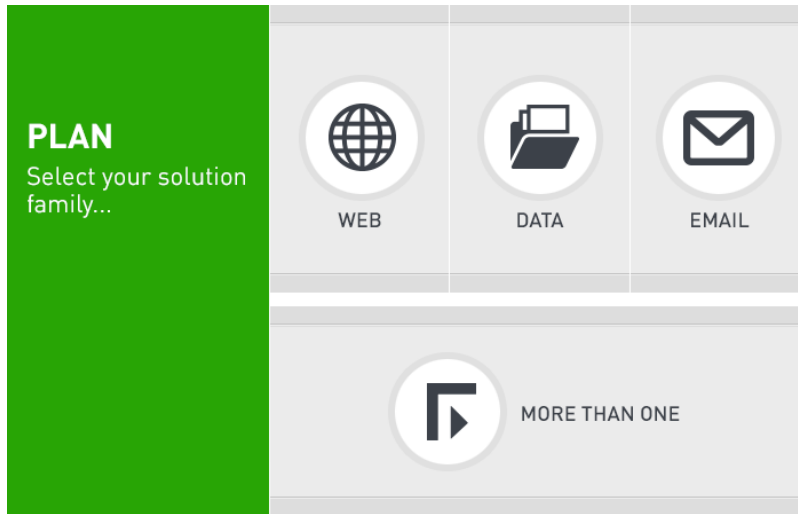 PLAN
Select your solution
family...
WEB
DATA
EMAIL
MORE THAN ONE